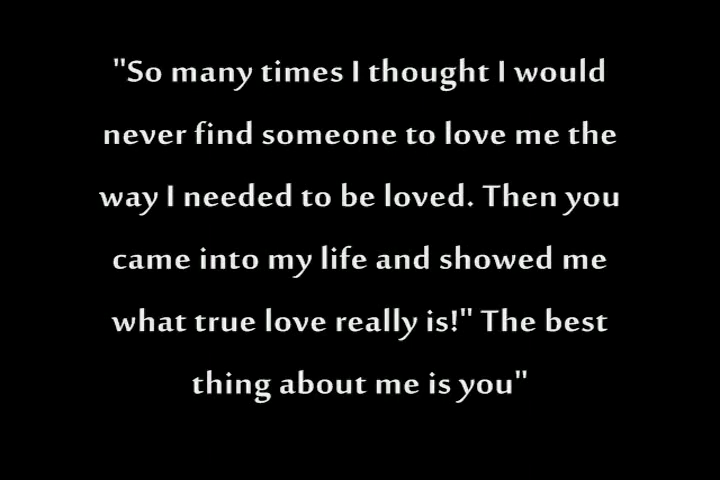 "So many times I thought I would
never find someone to love me the
way I needed to be loved. Then you
came into my life and showed me
what true love really is!" The best
thing about me is you"